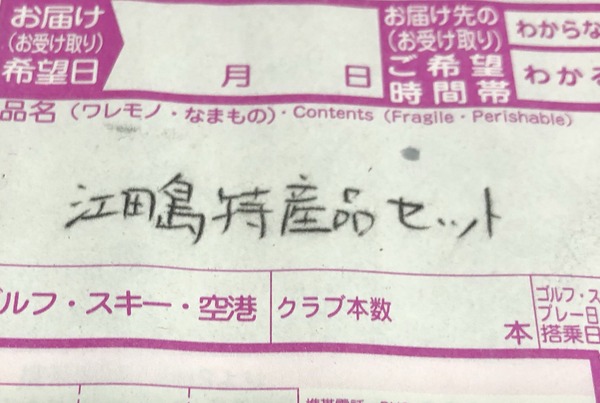 お届け
(お受け取り)
希望日
月 日
お届け先の
(お受け取り)
ご希望
時間帯
わからな
わかる
品名 (ワレモノ・なまもの)・Contents (Fragile・Perishable)
江田島特産品セット
ルフ・スキー・空港
クラブ本数
本
ゴルフ・ス
プレー日
搭乗日